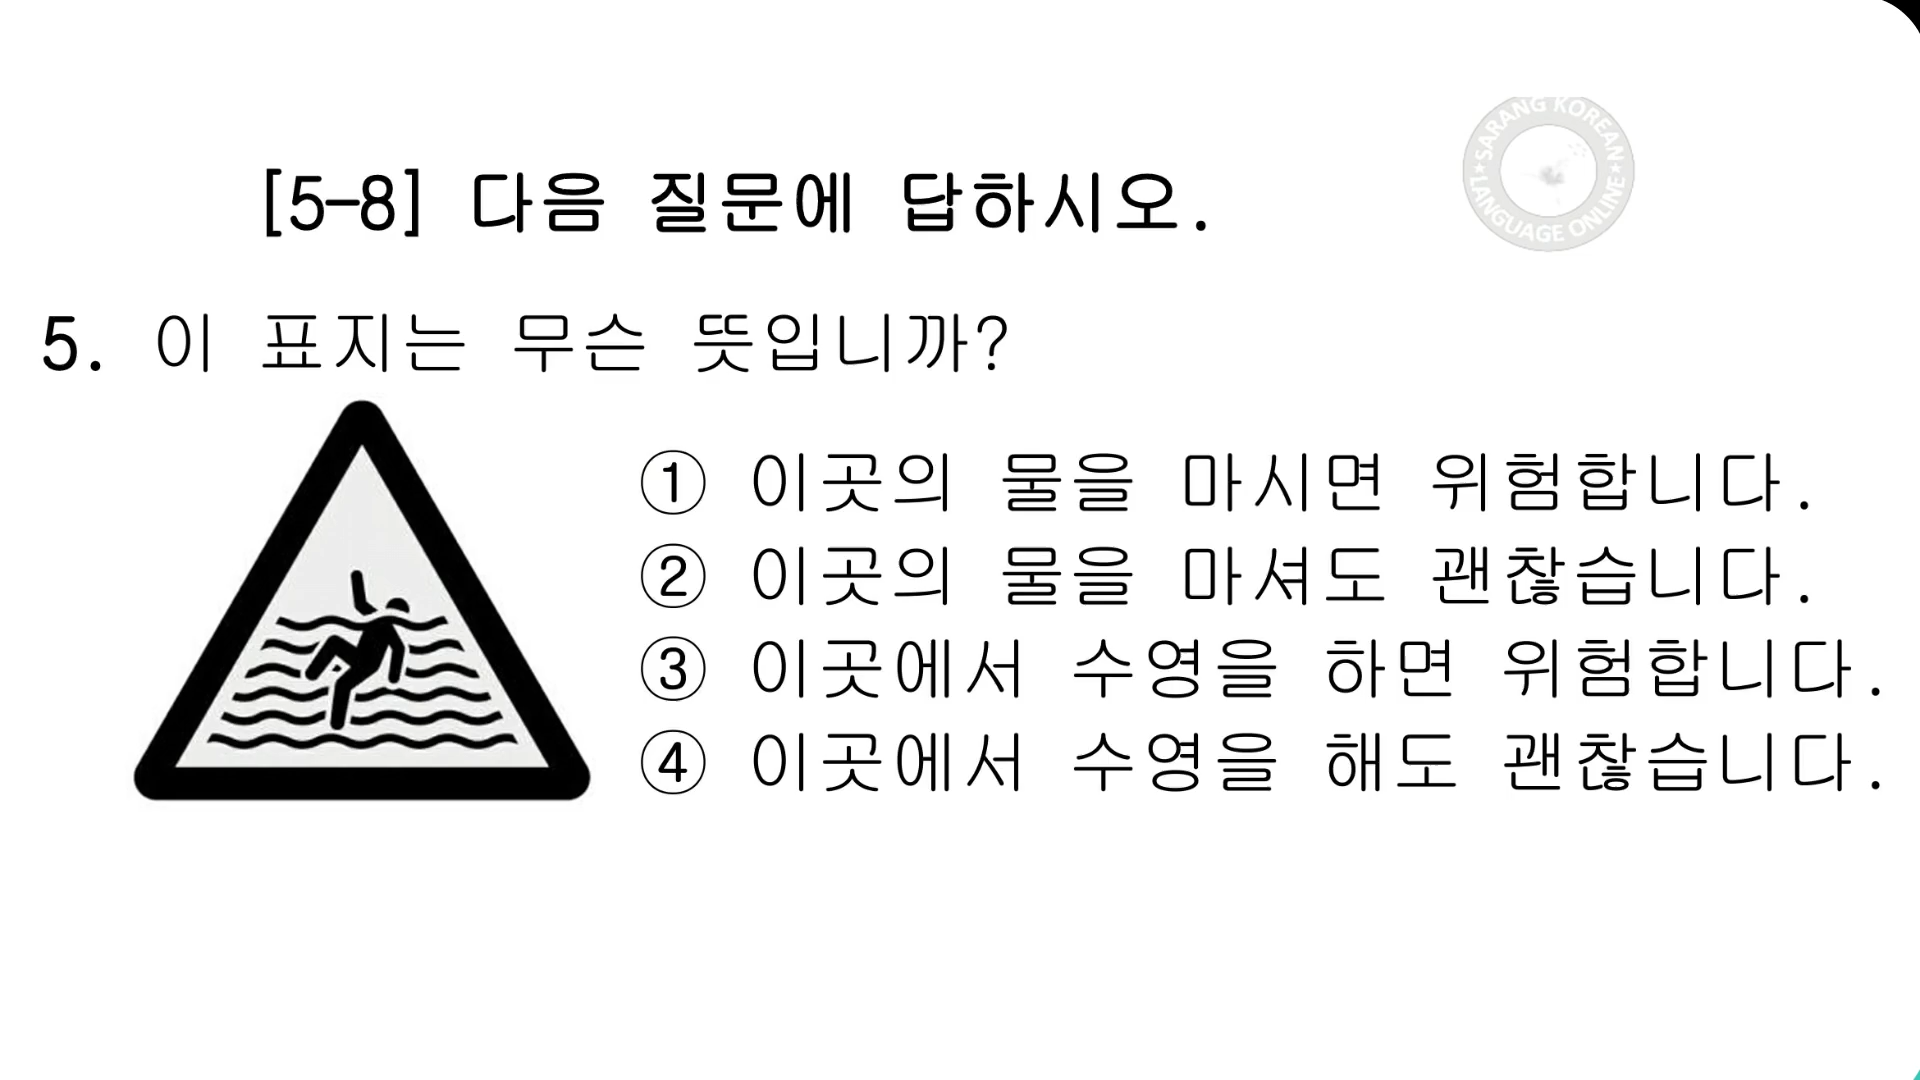 SARANG KOREAN
LANGUAGE ONLINE
[5-8] 다음 질문에 답하시오.
5. 이 표지는 무슨 뜻입니까?
① 이곳의 물을 마시면 위험합니다.
② 이곳의 물을 마셔도 괜찮습니다.
③ 이곳에서 수영을 하면 위험합니다.
④ 이곳에서 수영을 해도 괜찮습니다.